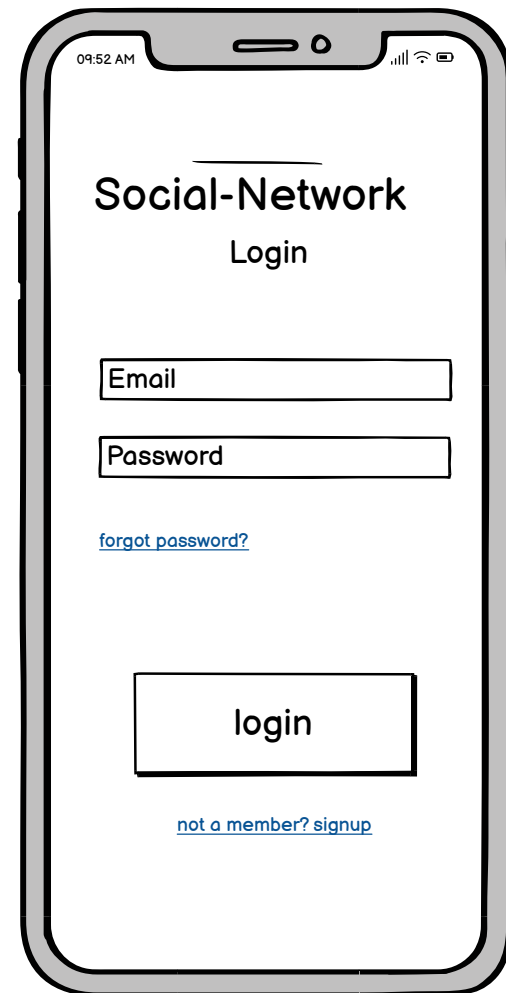 09:52 AM
Social-Network
Login
Email
Password
forgot password?
login
not a member? signup